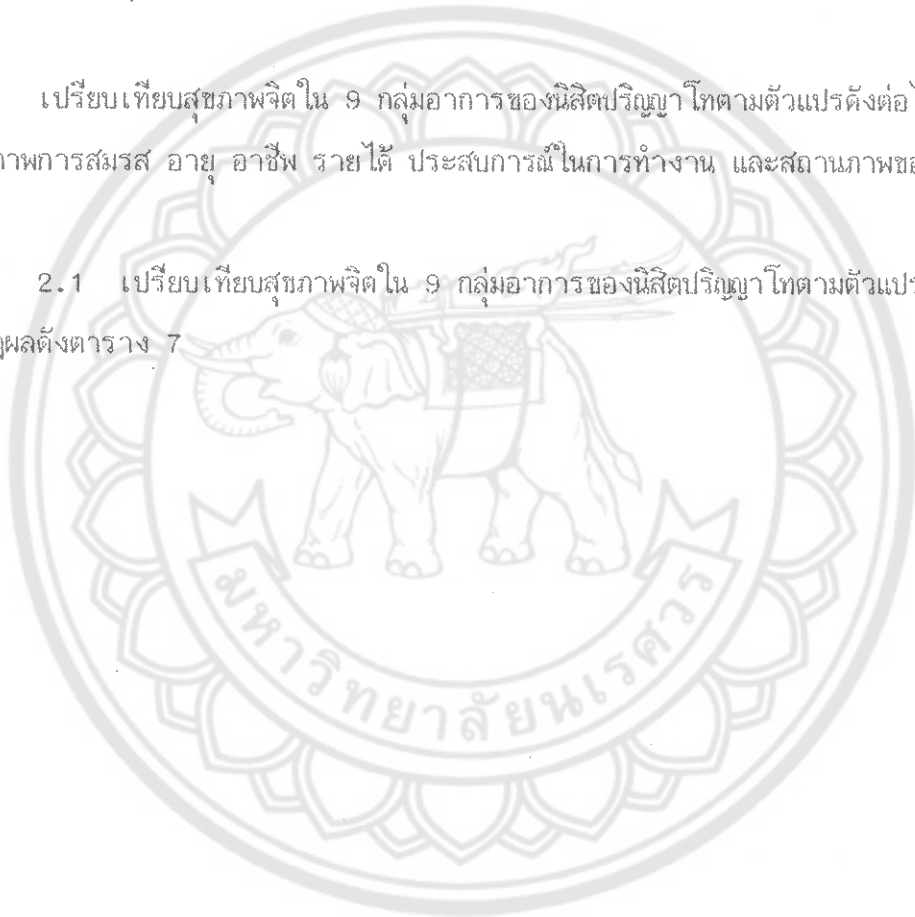 เปรียบเทียบสุขภาพจิตใน 9 กลุ่มอาการของนิสิตปริญญาโทตามตัวแปรดังต่อ
ภาพการสมรส อายุ อาชีพ รายได้ ประสบการณ์ในการทำงาน และสถานภาพ
2.1 เปรียบเทียบสุขภาพจิตใน 9 กลุ่มอาการของนิสิตปริญญาโทตามตัวแปร
ผลดังตาราง 7
มหาวิทยาลัยนเรศวร